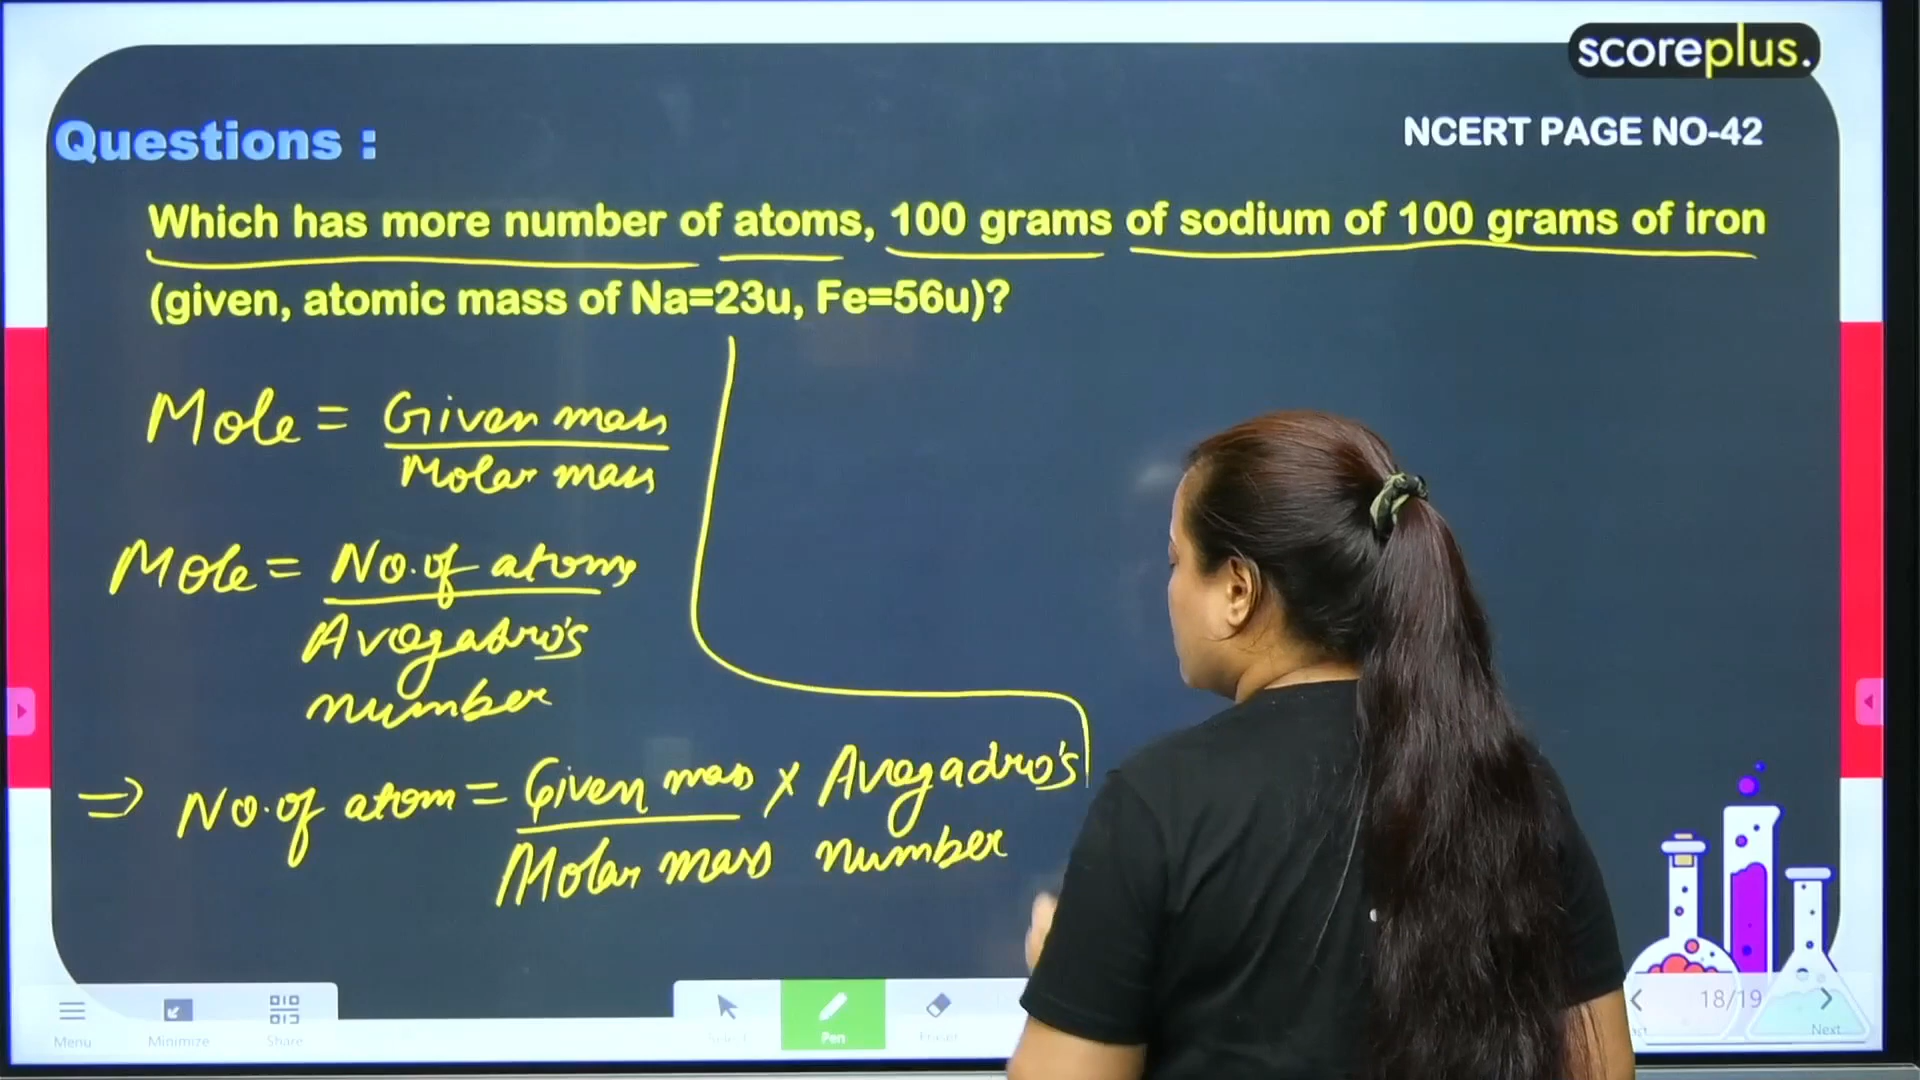 scoreplus.
Questions :
NCERT PAGE NO-42
Which has more number of atoms, 100 grams of sodium of 100 grams of iron
(given, atomic mass of Na=23u, Fe=56u)?
Mole = Given mass
Molar mass
Mole = No. of atoms
Avogadro's
number
⇒ No. of atom = Given mass x Avogadro's
Molar mass number
Menu
Minimize
Share
Select
Pen
Eraser
18/19
Next